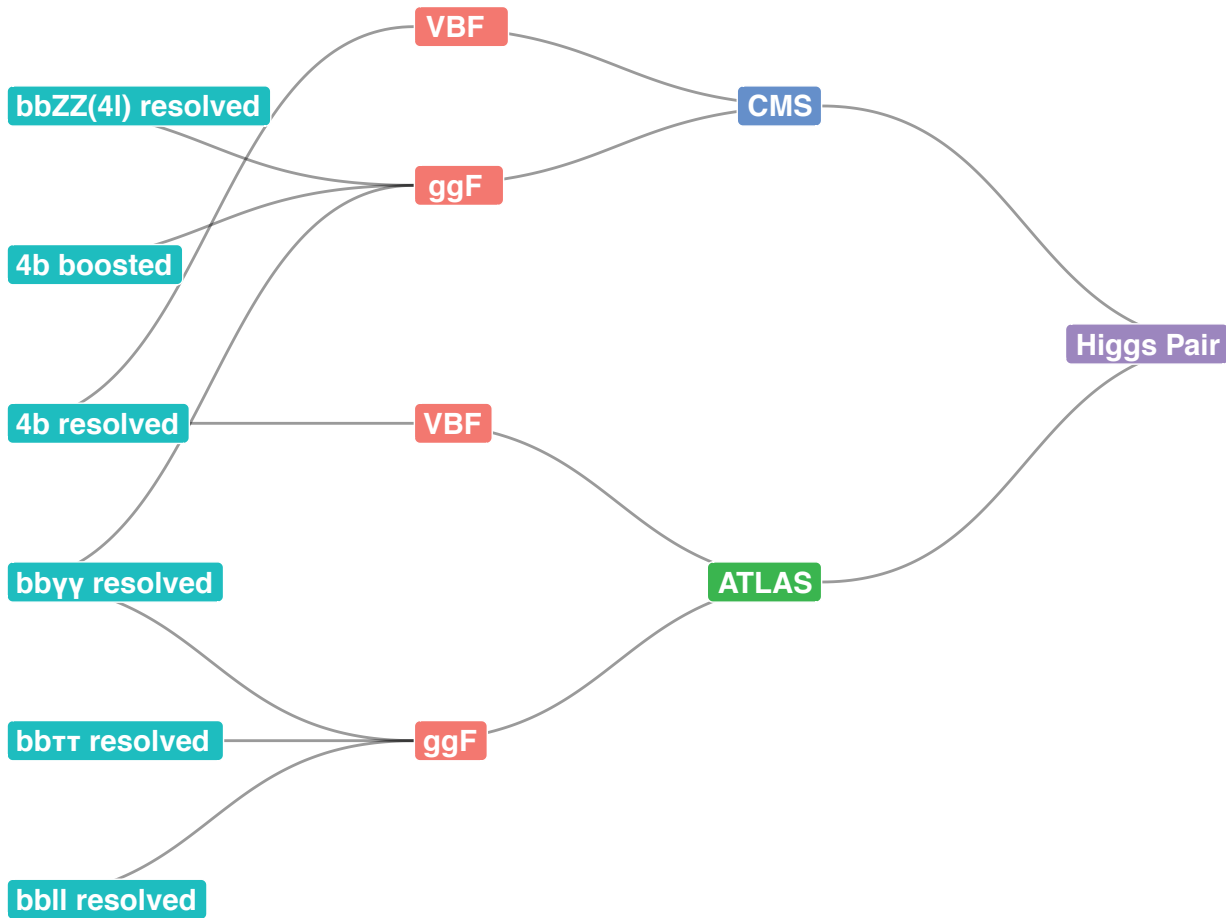 VBF
bbZZ(4l) resolved
CMS
ggF
4b boosted
Higgs Pair
4b resolved
VBF
bbγγ resolved
ATLAS
bbττ resolved
ggF
bbll resolved